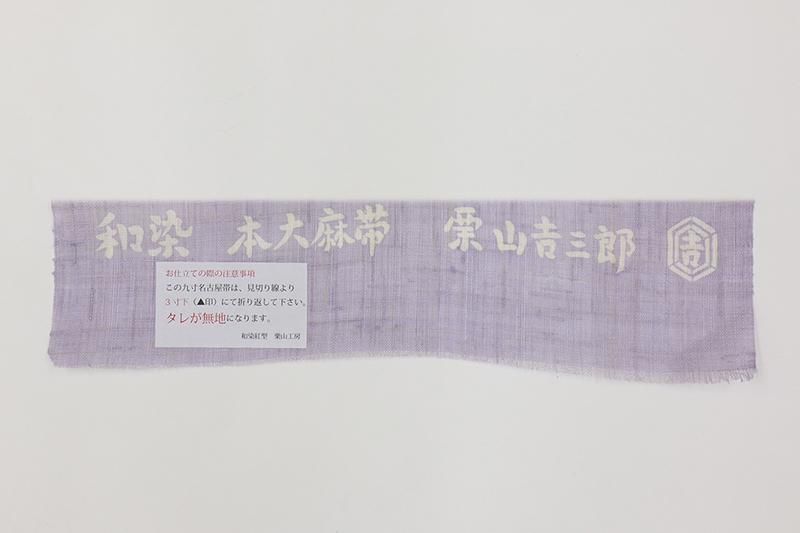 和染 本大麻帯 栗山吉三郎 吉
お仕立ての際の注意事項
この九寸名古屋帯は、見切り線より
3寸下(▲印)にて折り返して下さい。
タレが無地になります。
和染紅型 栗山工房